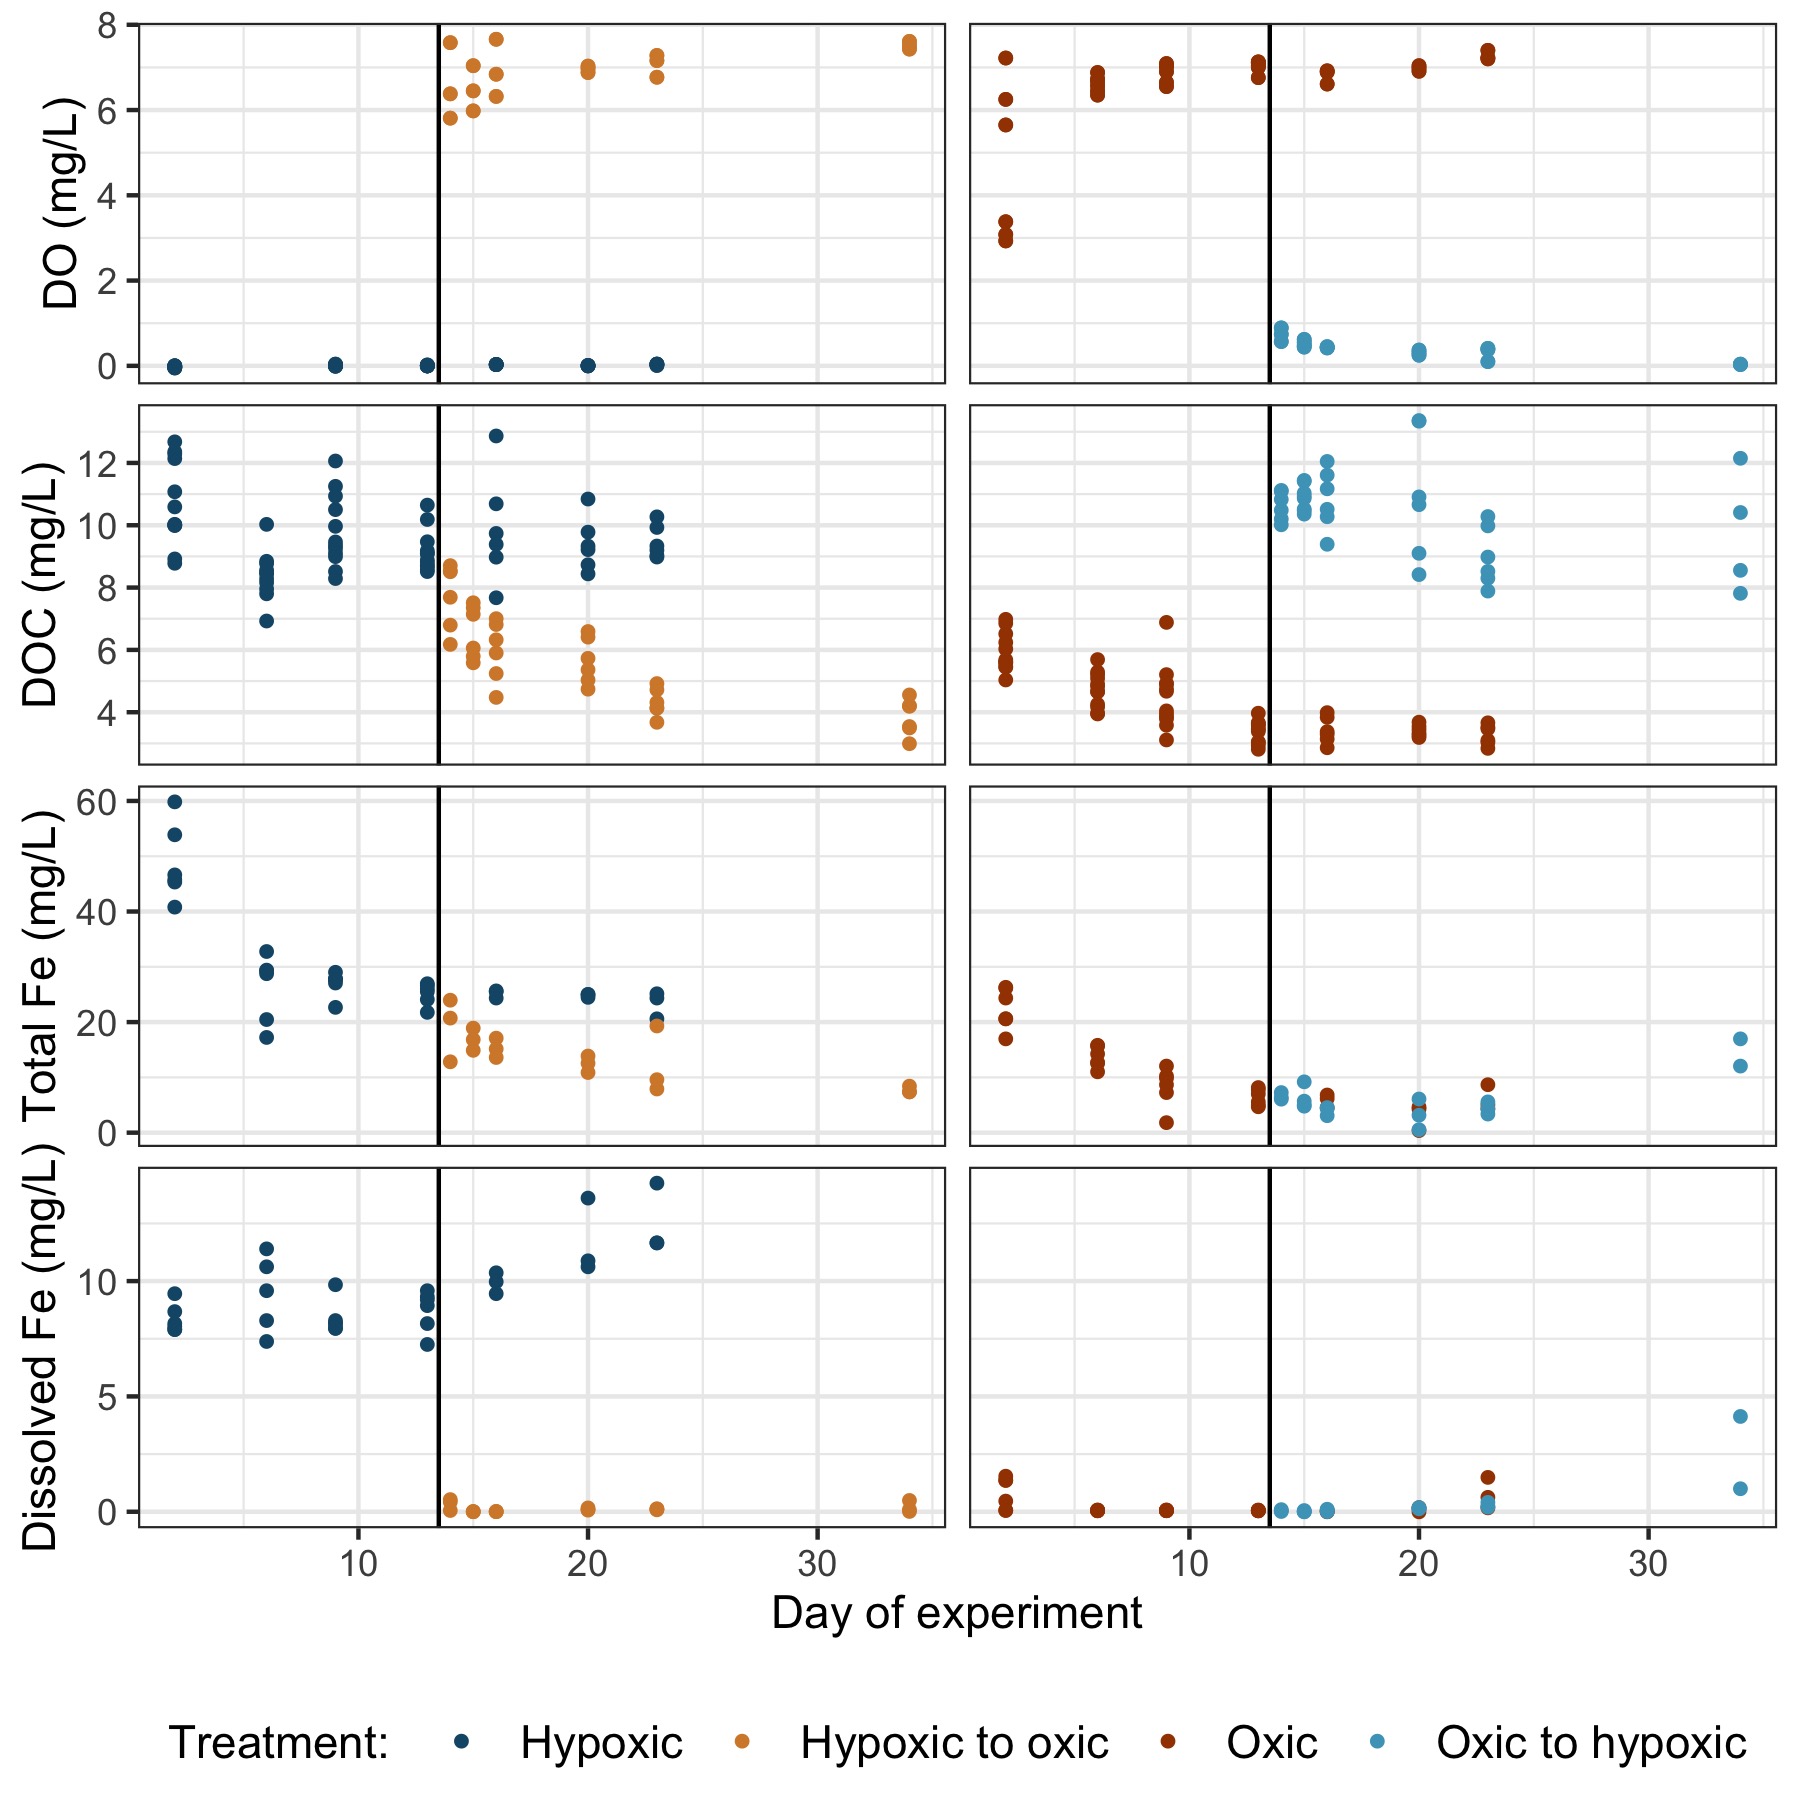 DO (mg/L)
8
6
4
2
0
DOC (mg/L)
12
10
8
6
4
Total Fe (mg/L)
60
40
20
0
Dissolved Fe (mg/L)
10
5
0
10 20 30 10 20 30
Day of experiment
Treatment: Hypoxic Hypoxic to oxic Oxic Oxic to hypoxic